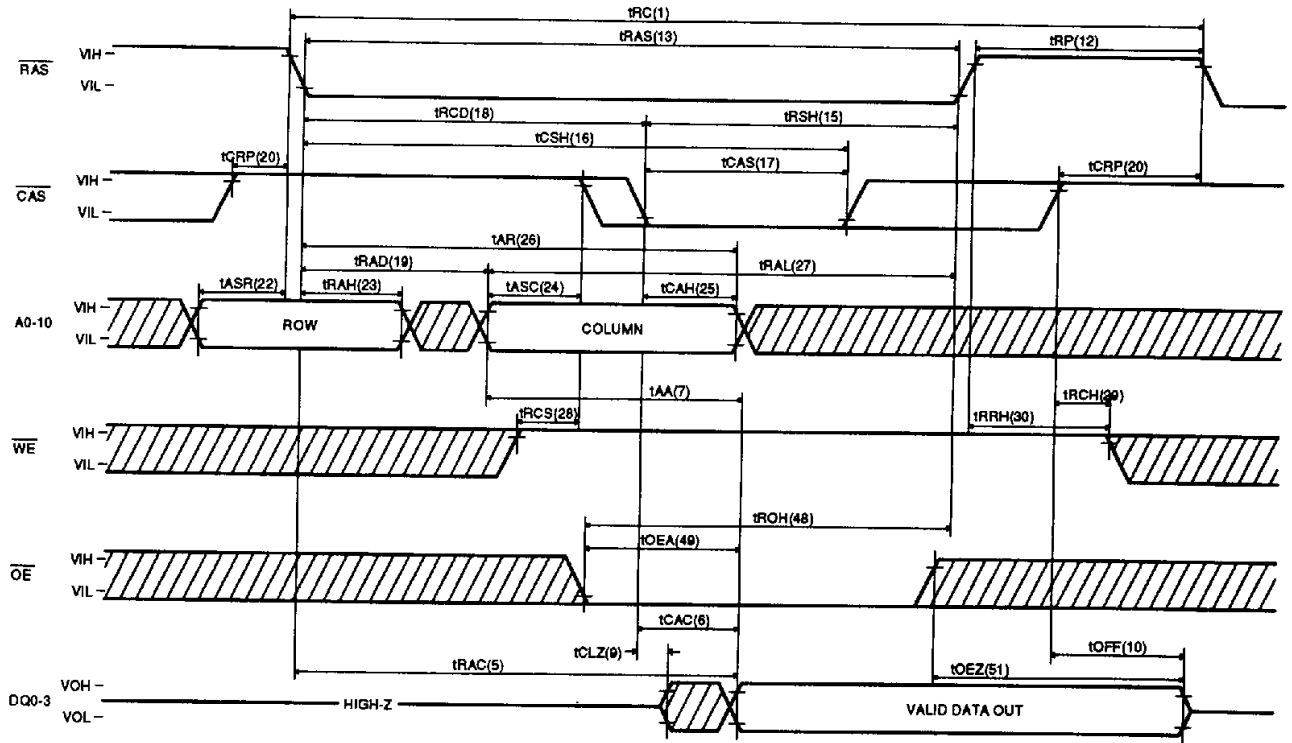 tRC(1)
tRAS(13)
tRP(12)
RAS
VIH
VIL
tRCD(18)
tRSH(15)
tCSH(16)
tCRP(20)
tCAS(17)
tCRP(20)
CAS
VIH
VIL
tAR(26)
tRAD(19)
tRAL(27)
tASR(22)
tRAH(23)
tASC(24)
tCAH(25)
A0-10
VIH
VIL
ROW
COLUMN
tAA(7)
tRCS(28)
tRCH(39)
tRRH(30)
WE
VIH
VIL
tROH(48)
tOEA(49)
OE
VIH
VIL
tCAC(6)
tCLZ(9)
tOFF(10)
tRAC(5)
tOEZ(51)
DQ0-3
VOH
VOL
HIGH-Z
VALID DATA OUT